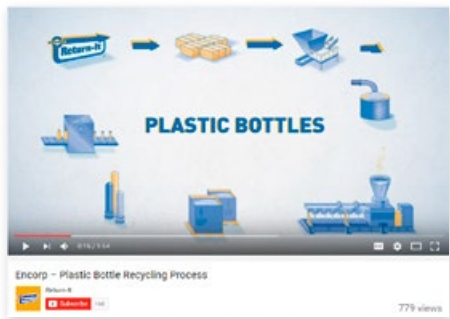 Return-It
PLASTIC BOTTLES
Encorp – Plastic Bottle Recycling Process
Return-It
Subscribe
779 views